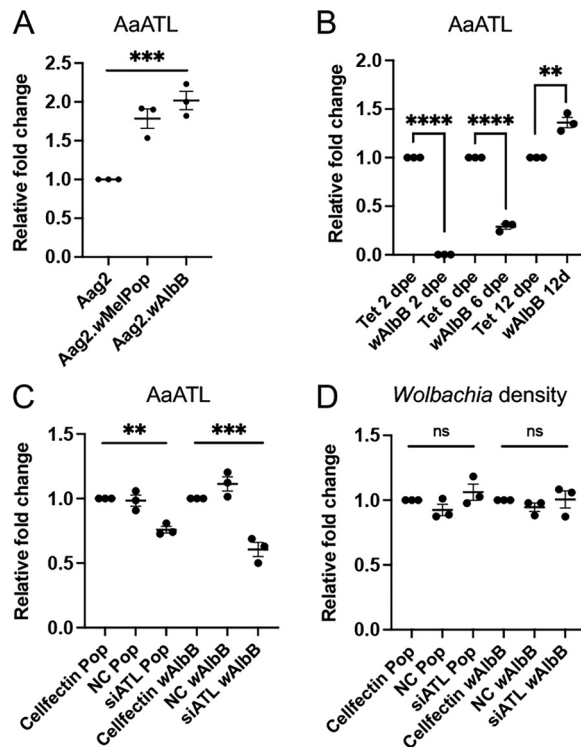 A
AaATL
Relative fold change
2.5
2.0
1.5
1.0
0.5
0.0
***
Aag2
Aag2.wMelPop
Aag2.wAlbB
B
AaATL
Relative fold change
2.0
1.5
1.0
0.5
0.0
****
****
**
Tet 2 dpe
wAlbB 2 dpe
Tet 6 dpe
wAlbB 6 dpe
Tet 12 dpe
wAlbB 12d
C
AaATL
Relative fold change
1.5
1.0
0.5
0.0
**
***
Cellfectin Pop
NC Pop
siATL Pop
Cellfectin wAlbB
NC wAlbB
siATL wAlbB
D
Wolbachia density
Relative fold change
1.5
1.0
0.5
0.0
ns
ns
Cellfectin Pop
NC Pop
siATL Pop
Cellfectin wAlbB
NC wAlbB
siATL wAlbB